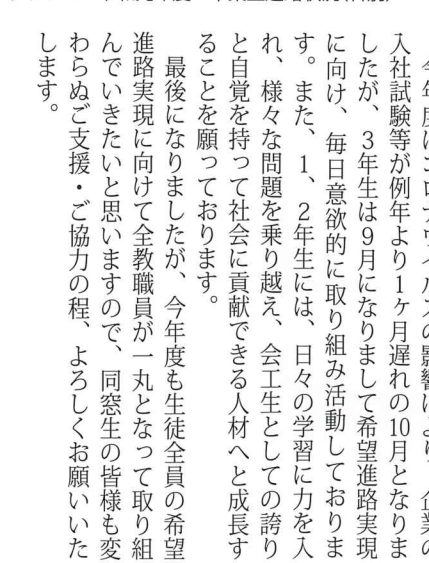 今年度はコロナウイルスの影響により、企業の
入社試験等が例年より1ヶ月遅れの10月となりま
したが、3年生は9月になりまして希望進路実現
に向け、毎日意欲的に取り組み活動しておりま
す。また、1、2年生には、日々の学習に力を入
れ、様々な問題を乗り越え、会工生としての誇り
と自覚を持って社会に貢献できる人材へと成長す
ることを願っております。
最後になりましたが、今年度も生徒全員の希望
進路実現に向けて全教職員が一丸となって取り組
んでいきたいと思いますので、同窓生の皆様も変
わらぬご支援・ご協力の程、よろしくお願いいた
します。